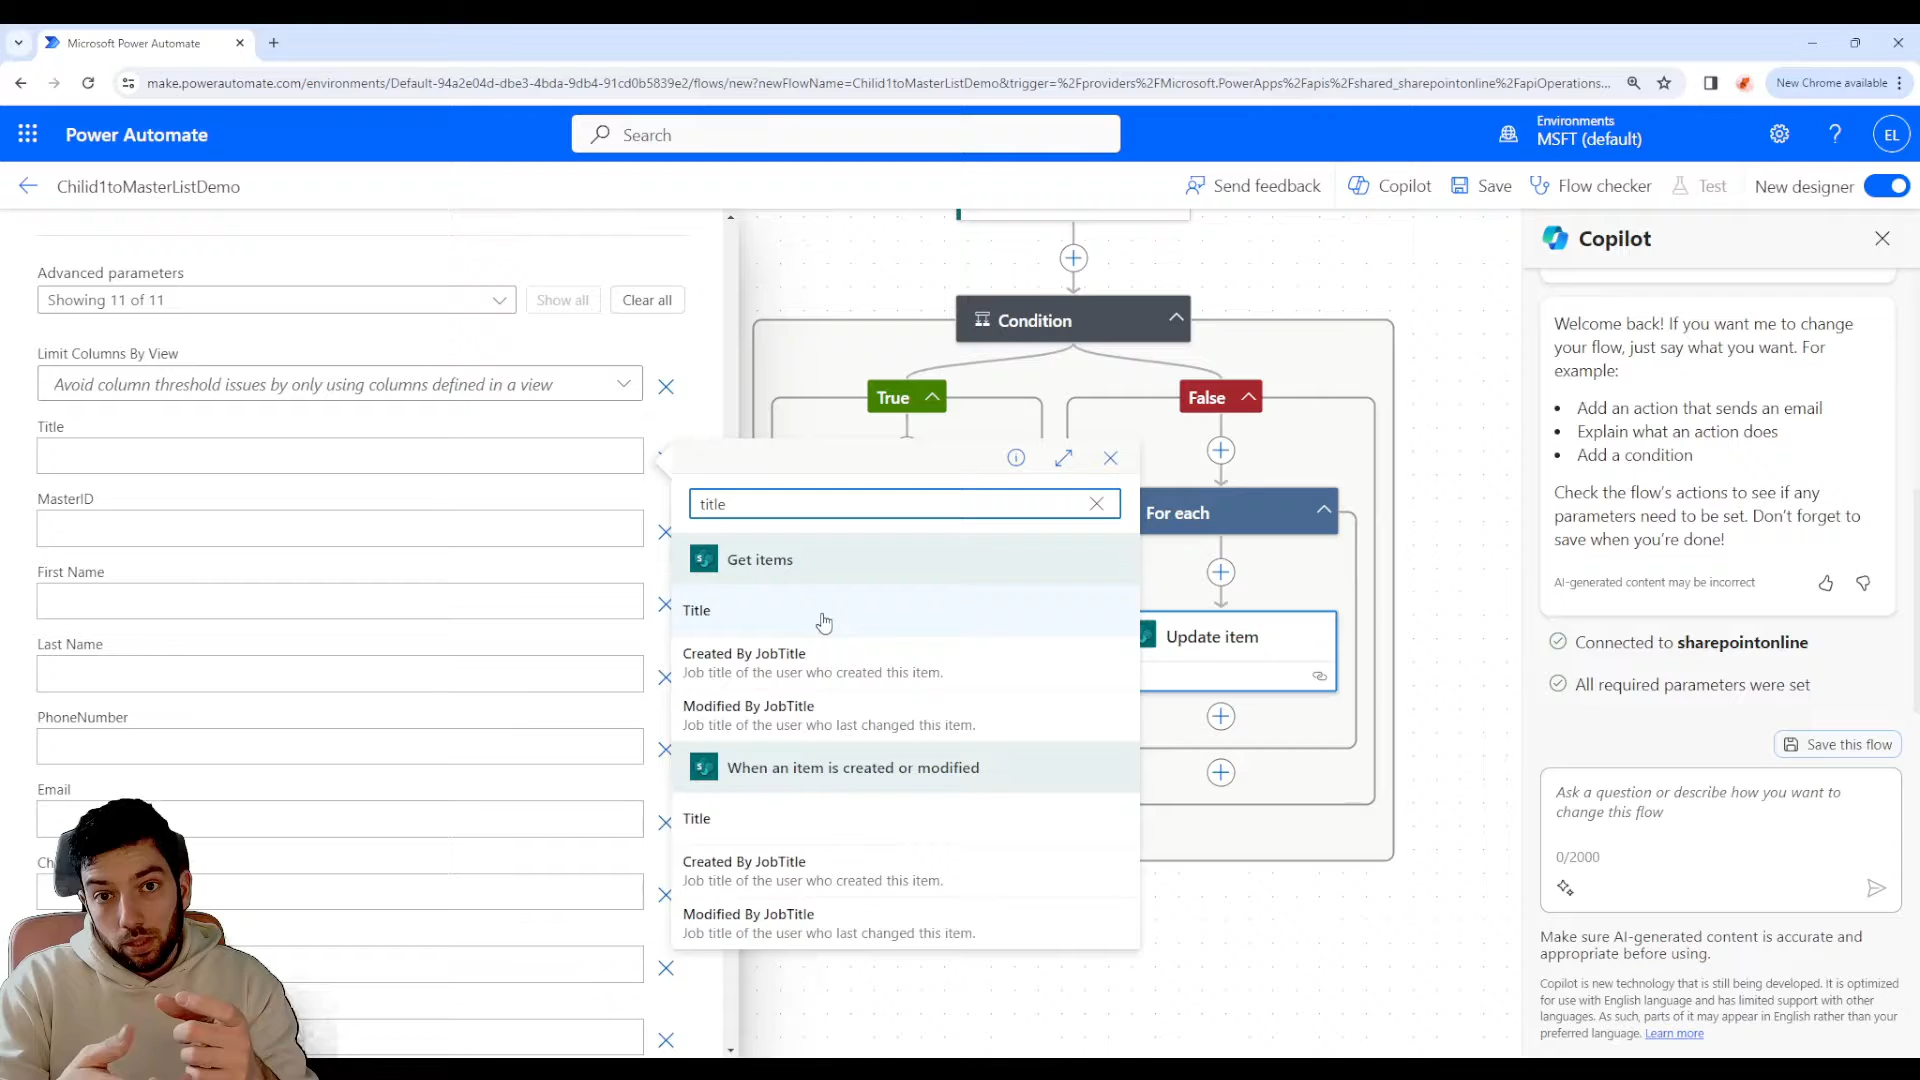 Microsoft Power Automate
make.powerautomate.com/environments/Default-94a2e04d-dbe3-4bda-9db4-91cd0b5839e2/flows/new?newFlowName=Chilid1toMasterListDemo&trigger=%2Fproviders%2FMicrosoft.PowerApps%2Fapis%2Fshared_sharepointonline%2FapiOperations...
New Chrome available
Power Automate
Search
Environments
MSFT (default)
EL
Chilid1toMasterListDemo
Send feedback
Copilot
Save
Flow checker
Test
New designer
Advanced parameters
Showing 11 of 11
Show all
Clear all
Limit Columns By View
Avoid column threshold issues by only using columns defined in a view
Title
MasterID
First Name
Last Name
PhoneNumber
Email
Condition
True
False
For each
Update item
title
Get items
Title
Created By JobTitle
Job title of the user who created this item.
Modified By JobTitle
Job title of the user who last changed this item.
When an item is created or modified
Title
Created By JobTitle
Job title of the user who created this item.
Modified By JobTitle
Job title of the user who last changed this item.
Copilot
Welcome back! If you want me to change
your flow, just say what you want. For
example:
• Add an action that sends an email
• Explain what an action does
• Add a condition
Check the flow's actions to see if any
parameters need to be set. Don't forget to
save when you're done!
AI-generated content may be incorrect
Connected to sharepointonline
All required parameters were set
Save this flow
Ask a question or describe how you want to
change this flow
0/2000
Make sure AI-generated content is accurate and
appropriate before using.
Copilot is new technology that is still being developed. It is optimized
for use with English language and has limited support with other
languages. As such, parts of it may appear in English rather than your
preferred language. Learn more